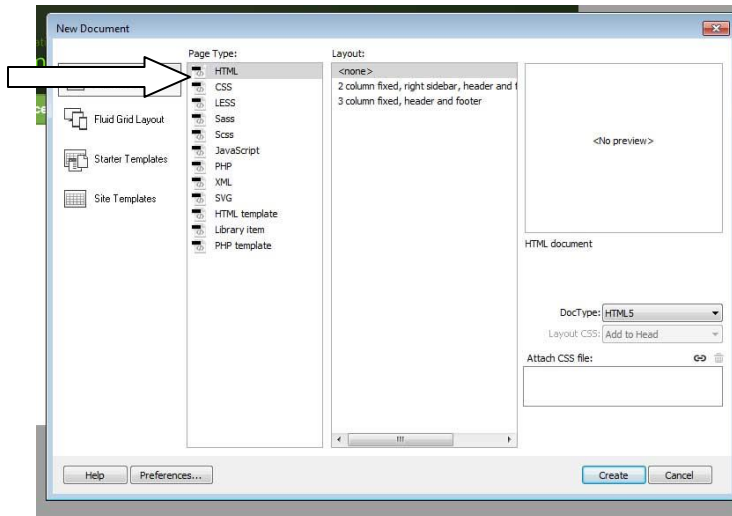 New Document
Page Type:
HTML
CSS
LESS
Sass
Scss
JavaScript
PHP
XML
SVG
HTML template
Library item
PHP template
Layout:
<none>
2 column fixed, right sidebar, header and
3 column fixed, header and footer
Fluid Grid Layout
Starter Templates
Site Templates
<No preview>
HTML document
DocType: HTML5
Layout CSS: Add to Head
Attach CSS file:
Help
Preferences...
Create
Cancel